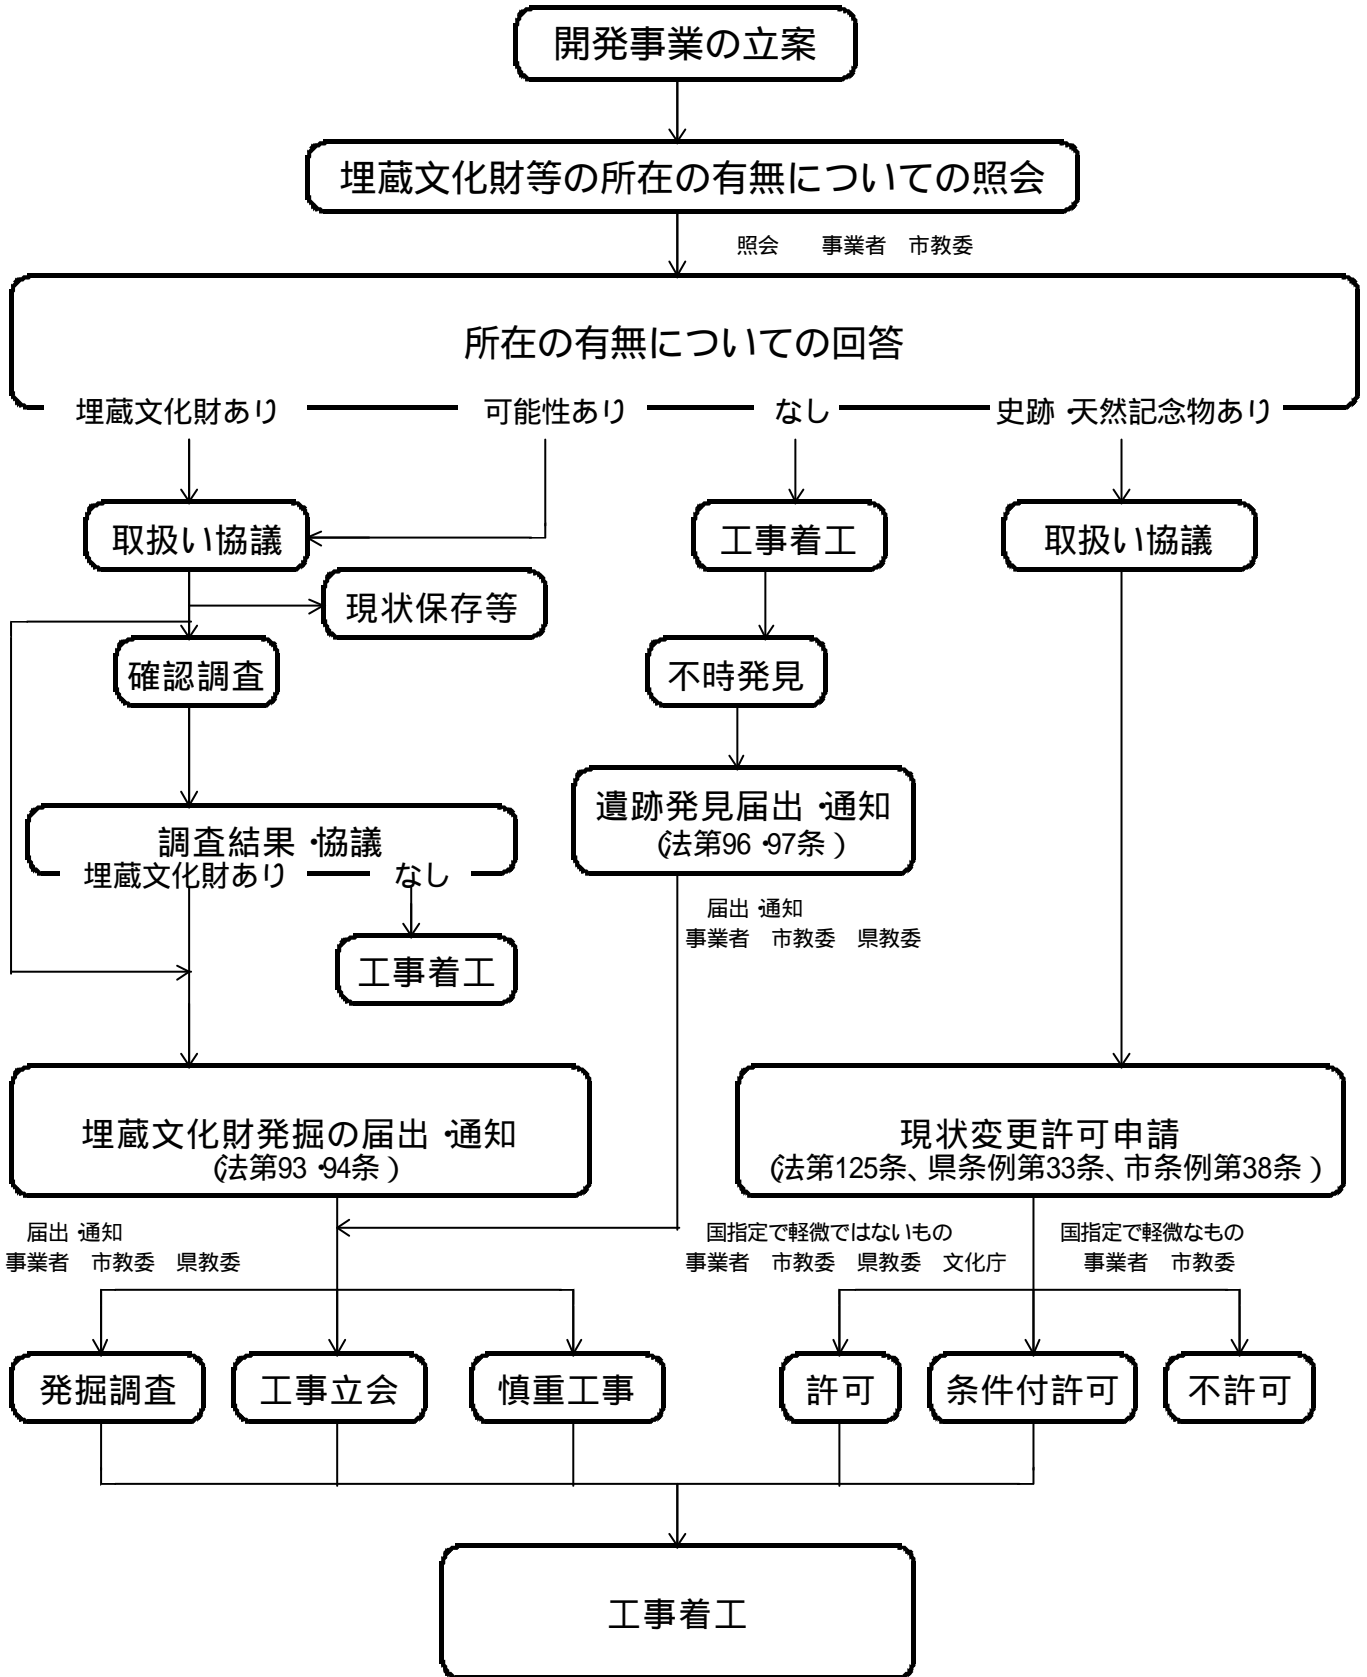 開発事業の立案
埋蔵文化財等の所在の有無についての照会
照会　　事業者　市教委
所在の有無についての回答
埋蔵文化財あり　可能性あり　なし　史跡・天然記念物あり
取扱い協議　工事着工　取扱い協議
現状保存等
確認調査　不時発見
遺跡発見届出・通知
(法第96・97条)
調査結果・協議
埋蔵文化財あり　なし
届出・通知
事業者　市教委　県教委
工事着工
埋蔵文化財発掘の届出・通知
(法第93・94条)
現状変更許可申請
(法第125条、県条例第33条、市条例第38条)
届出・通知
事業者　市教委　県教委
国指定で軽微ではないもの
事業者　市教委　県教委　文化庁
国指定で軽微なもの
事業者　市教委
発掘調査　工事立会　慎重工事　許可　条件付許可　不許可
工事着工